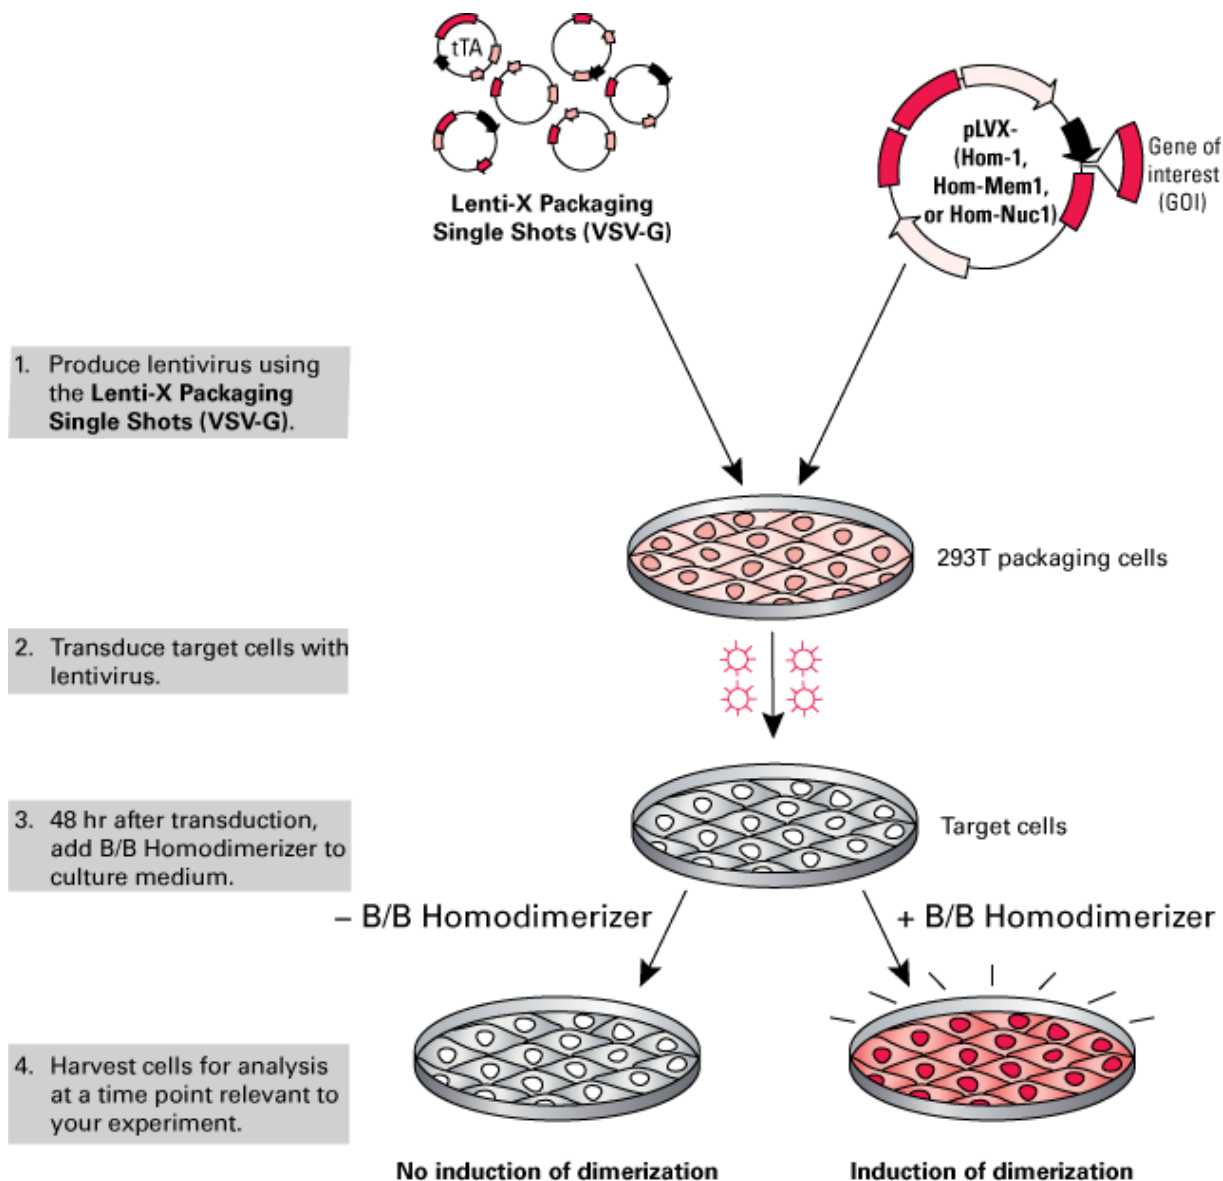 tTA
Lenti-X Packaging
Single Shots (VSV-G)
pLVX-
(Hom-1,
Hom-Mem1,
or Hom-Nuc1)
Gene of
interest
(GOI)
1. Produce lentivirus using
the Lenti-X Packaging
Single Shots (VSV-G).
293T packaging cells
2. Transduce target cells with
lentivirus.
3. 48 hr after transduction,
add B/B Homodimerizer to
culture medium.
Target cells
– B/B Homodimerizer
+ B/B Homodimerizer
4. Harvest cells for analysis
at a time point relevant to
your experiment.
No induction of dimerization
Induction of dimerization